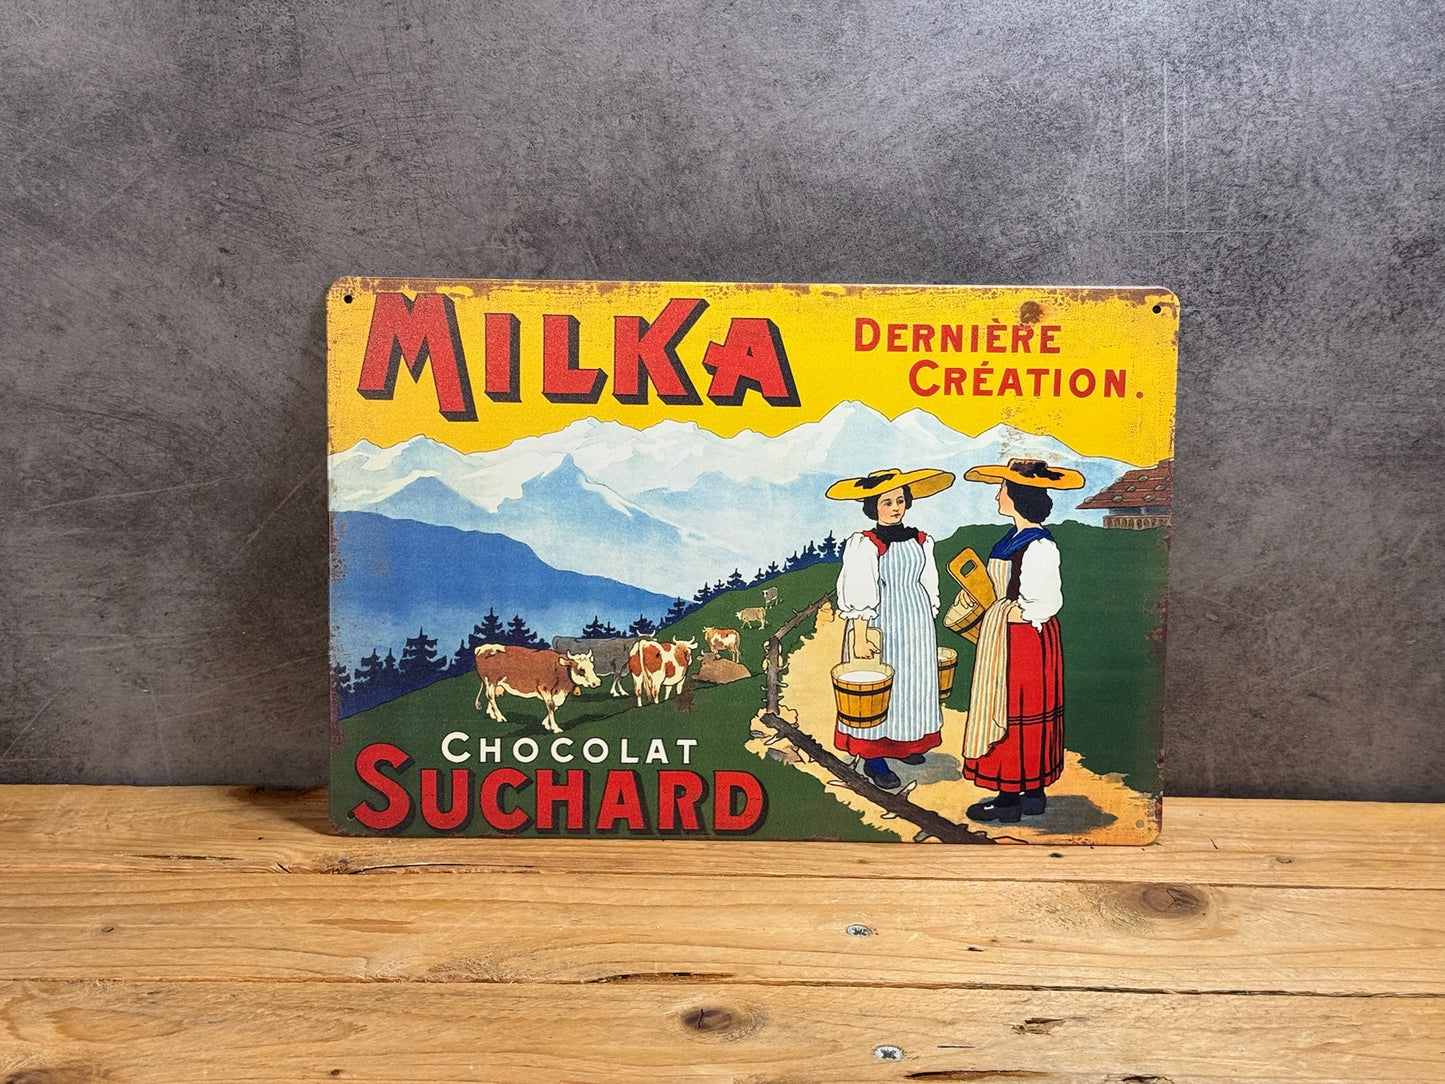 MILKA
DERNIÈRE
CRÉATION.
CHOCOLAT
SUCHARD